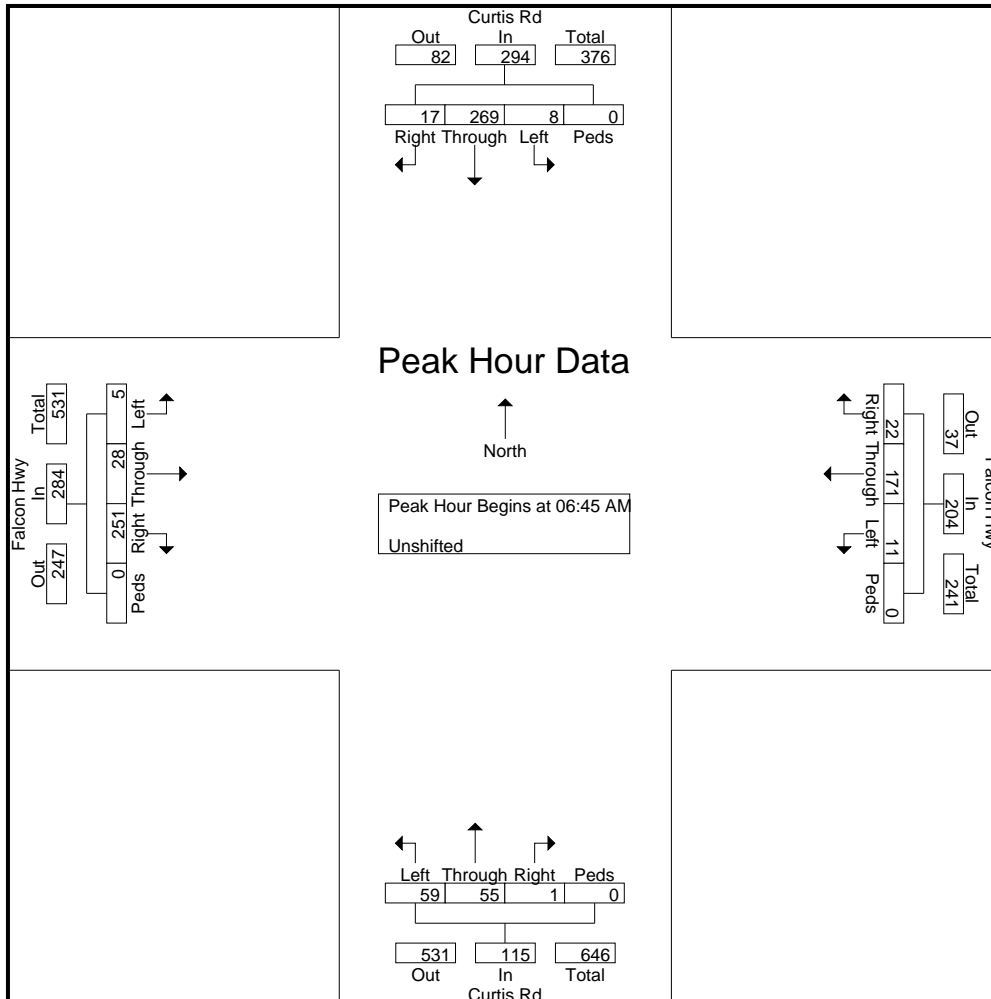 Curtis Rd
Out In Total
82 294 376
17 269 8 0
Right Through Left Peds
Peak Hour Data
North
Peak Hour Begins at 06:45 AM
Unshifted
Falcon Hwy
Out In Total
247 284 531
5 28 251 0
Left Through Right Peds
Falcon Hwy
Out In Total
37 204 241
22 171 11 0
Right Through Left Peds
Left Through Right Peds
59 55 1 0
531 115 646
Out In Total
Curtis Rd